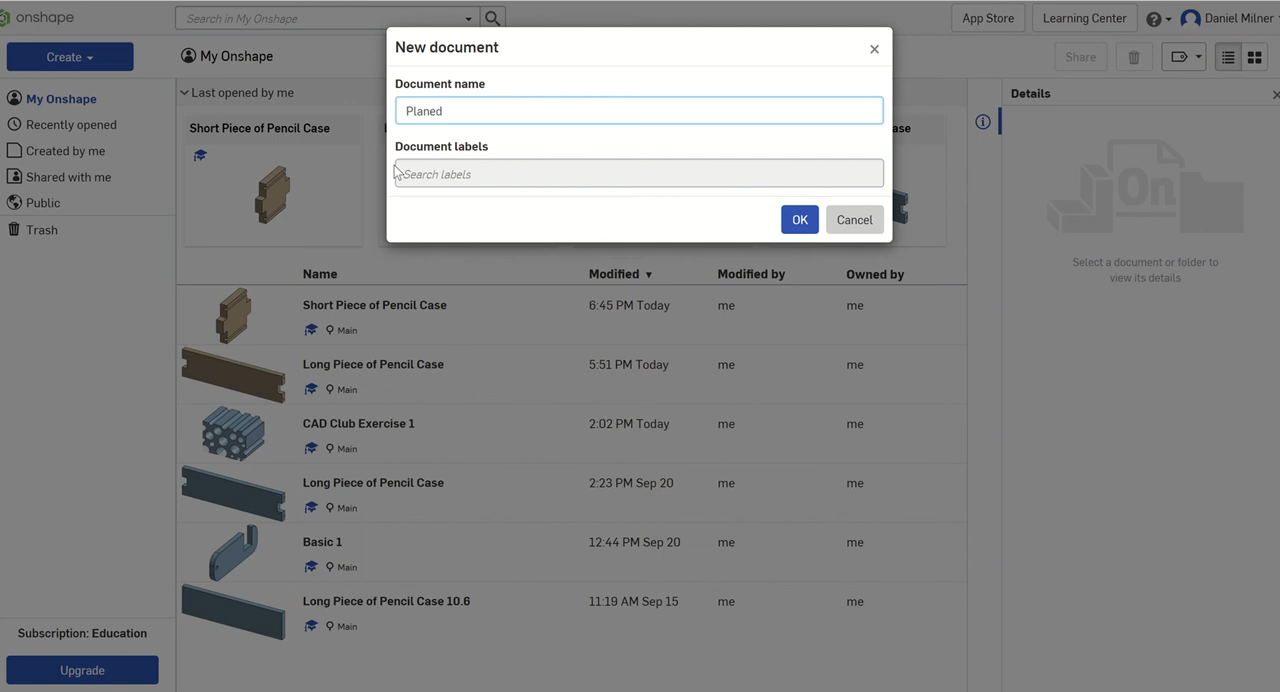 onshape
Search in My Onshape
App Store
Learning Center
Daniel Milner
Create
My Onshape
Share
New document
Document name
Planed
Document labels
Search labels
OK
Cancel
My Onshape
Recently opened
Created by me
Shared with me
Public
Trash
Last opened by me
Short Piece of Pencil Case
ase
Details
On
Select a document or folder to
view its details
Name Modified Modified by Owned by
Short Piece of Pencil Case 6:45 PM Today me me
Main
Long Piece of Pencil Case 5:51 PM Today me me
Main
CAD Club Exercise 1 2:02 PM Today me me
Main
Long Piece of Pencil Case 2:23 PM Sep 20 me me
Main
Basic 1 12:44 PM Sep 20 me me
Main
Long Piece of Pencil Case 10.6 11:19 AM Sep 15 me me
Main
Subscription: Education
Upgrade